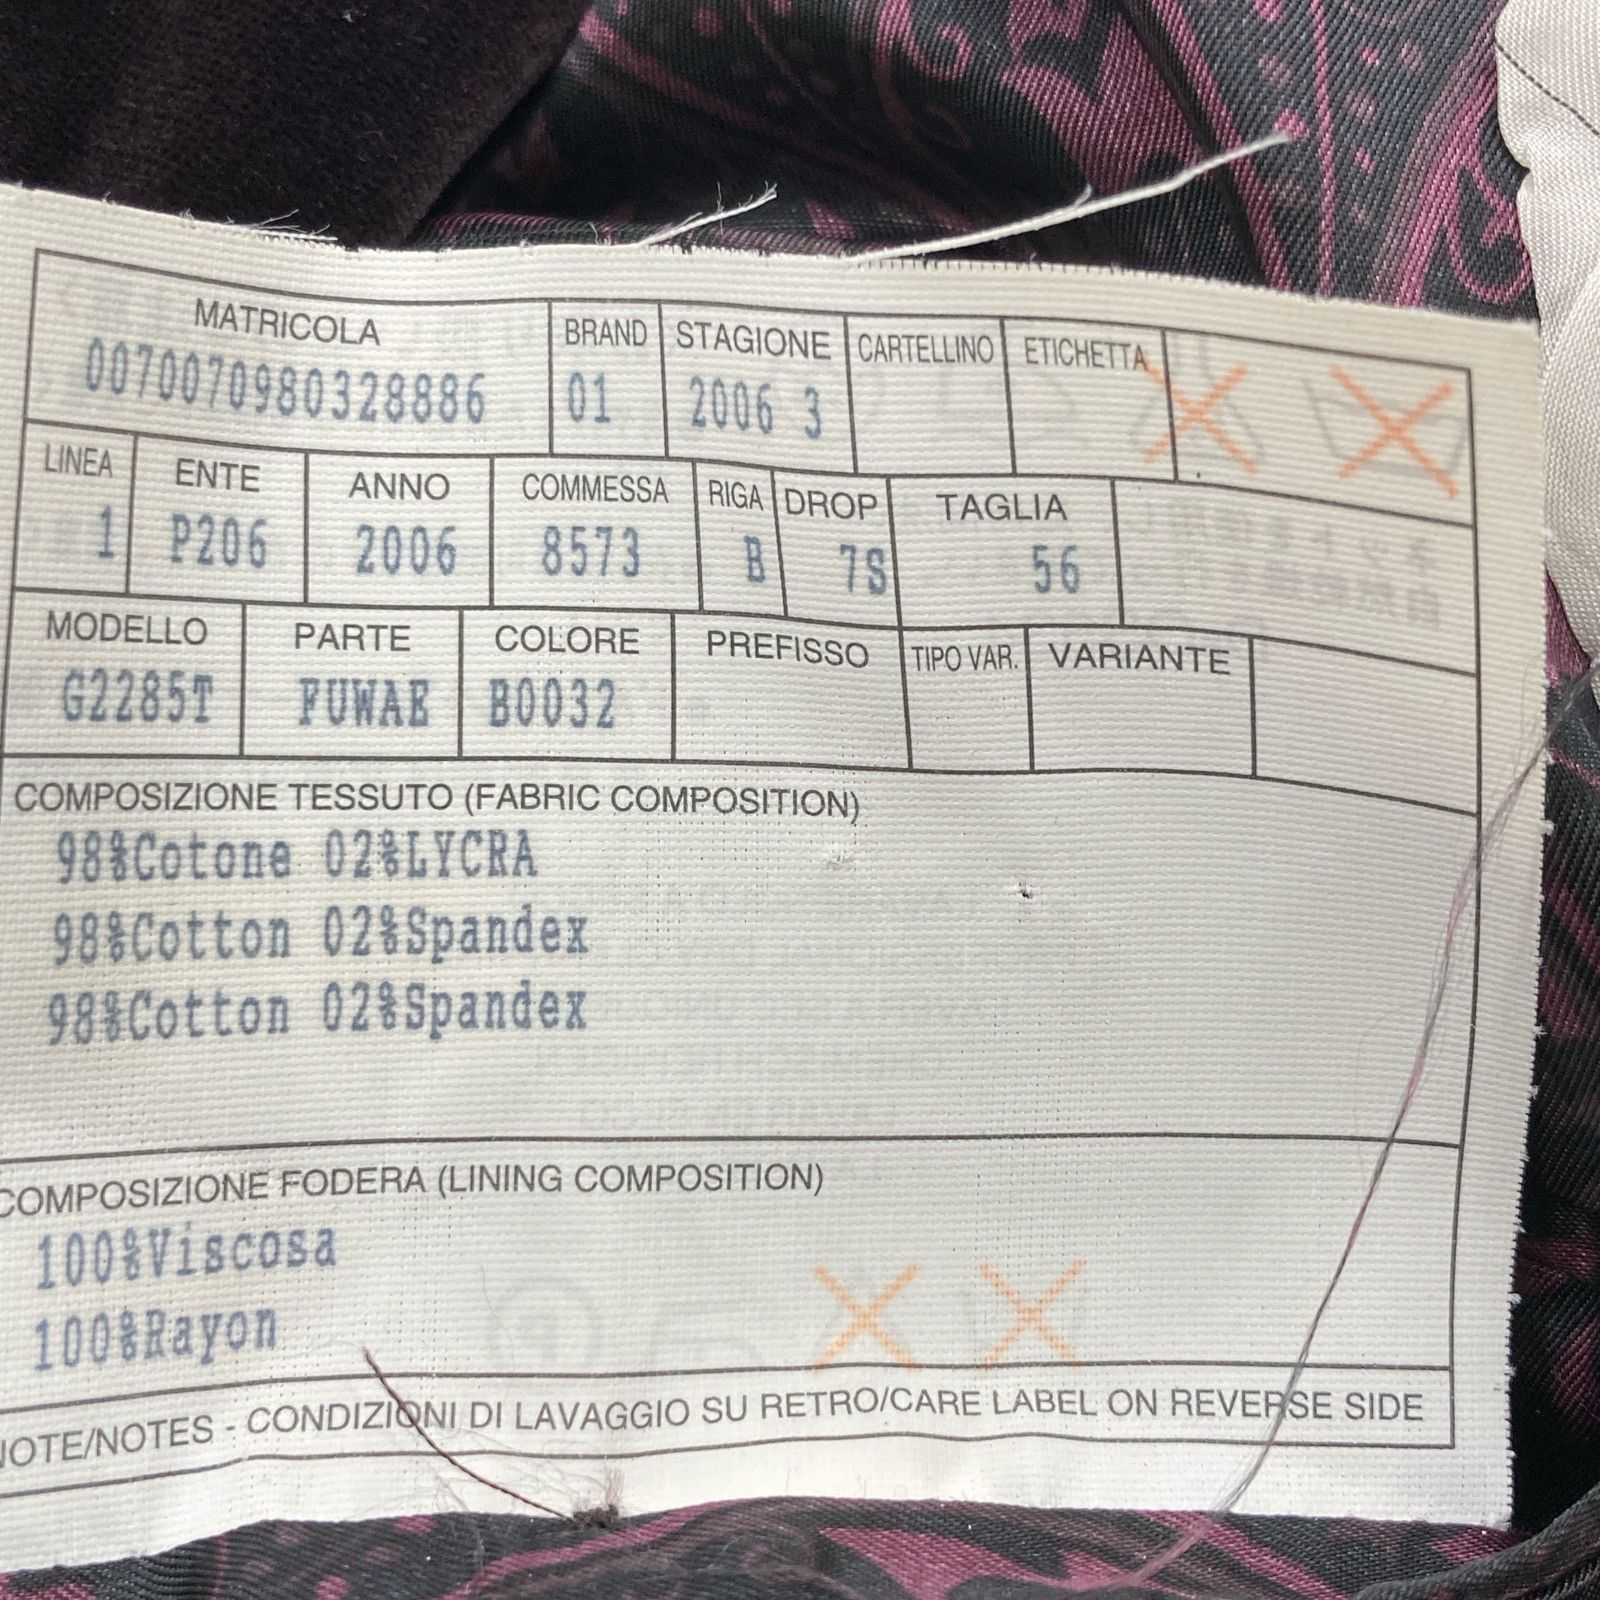 MATRICOLA BRAND STAGIONE CARTELLINO ETICHETTA
007007098032886 01 2006 3
LINEA ENTE ANNO COMMESSA RIGA DROP TAGLIA
1 P206 2006 8573 B 7S 56
MODELLO PARTE COLORE PREFISSO TIPO VAR. VARIANTE
G2285T FUWAE B0032
COMPOSIZIONE TESSUTO (FABRIC COMPOSITION)
98%Cotone 02%LYCRA
98%Cotton 02%Spandex
98%Cotton 02%Spandex
COMPOSIZIONE FODERA (LINING COMPOSITION)
100%Viscosa
100%Rayon
NOTE/NOTES - CONDIZIONI DI LAVAGGIO SU RETRO/CARE LABEL ON REVERSE SIDE